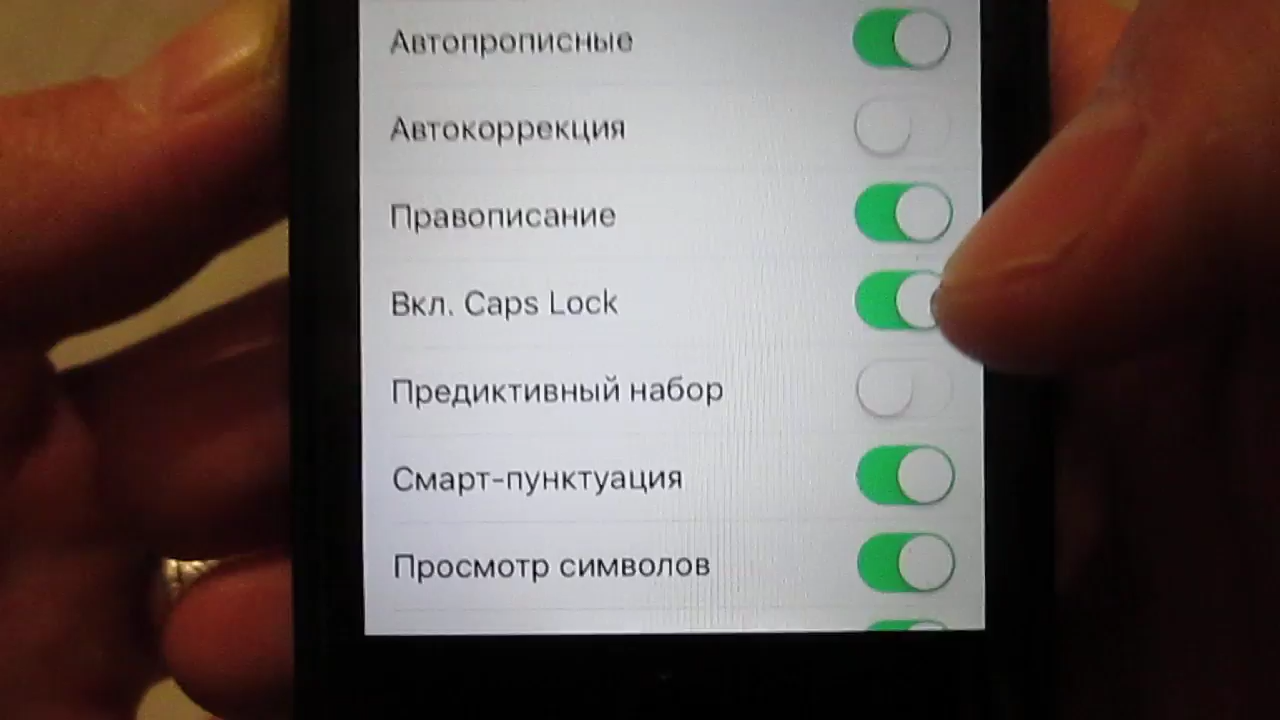 Автопрописные
Автокоррекция
Правописание
Вкл. Caps Lock
Предиктивный набор
Смарт-пунктуация
Просмотр символов